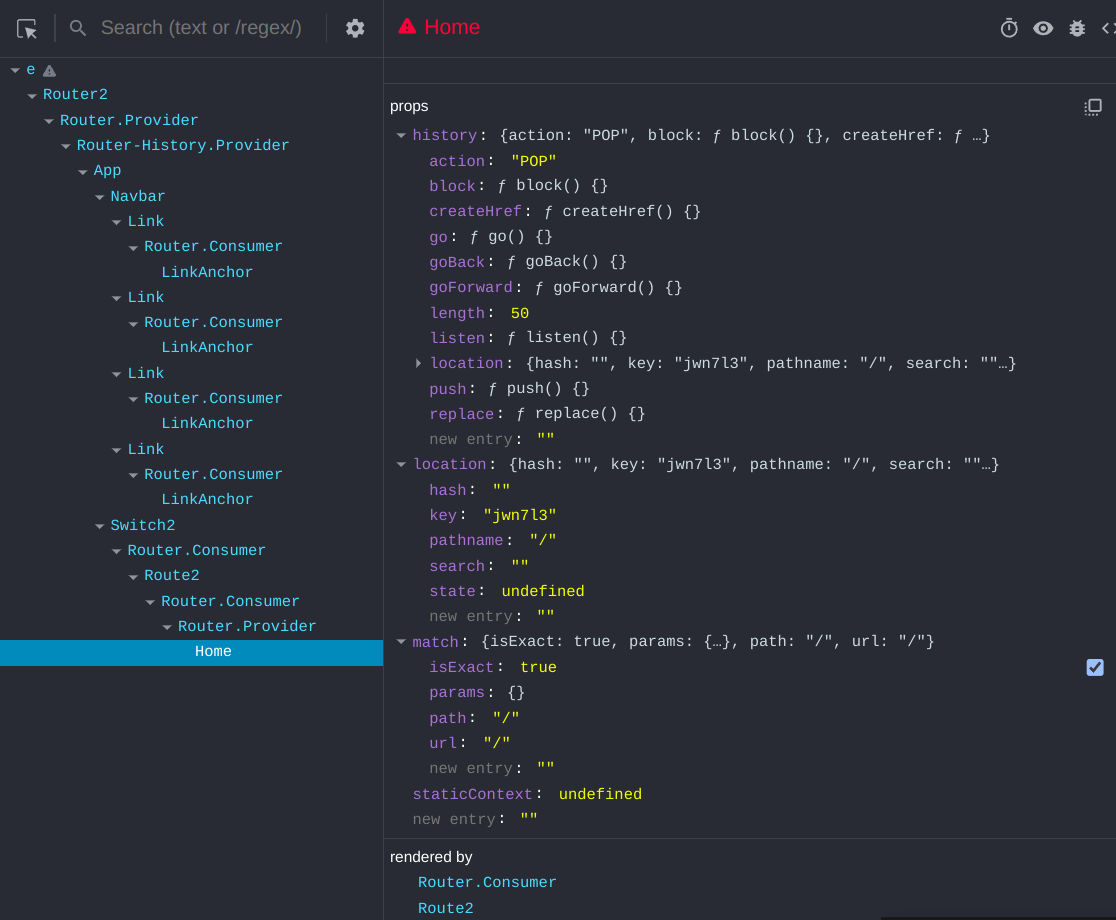 Search (text or /regex/)
e
Router2
Router.Provider
Router-History.Provider
App
Navbar
Link
Router.Consumer
LinkAnchor
Link
Router.Consumer
LinkAnchor
Link
Router.Consumer
LinkAnchor
Link
Router.Consumer
LinkAnchor
Switch2
Router.Consumer
Route2
Router.Consumer
Router.Provider
Home
Home
props
history: {action: "POP", block: ƒ block() {}, createHref: ƒ …}
action: "POP"
block: ƒ block() {}
createHref: ƒ createHref() {}
go: ƒ go() {}
goBack: ƒ goBack() {}
goForward: ƒ goForward() {}
length: 50
listen: ƒ listen() {}
location: {hash: "", key: "jwn7l3", pathname: "/", search: ""…}
push: ƒ push() {}
replace: ƒ replace() {}
new entry: ""
location: {hash: "", key: "jwn7l3", pathname: "/", search: ""…}
hash: ""
key: "jwn7l3"
pathname: "/"
search: ""
state: undefined
new entry: ""
match: {isExact: true, params: {…}, path: "/", url: "/"}
isExact: true
params: {}
path: "/"
url: "/"
new entry: ""
staticContext: undefined
new entry: ""
rendered by
Router.Consumer
Route2